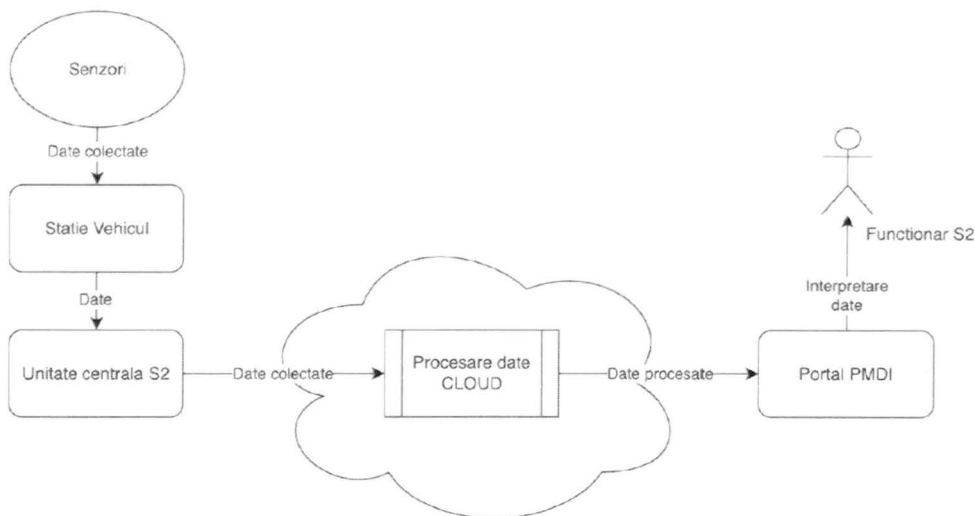 Senzori
Date colectate
Statie Vehicul
Date
Unitate centrala S2
Date colectate
Procesare date
CLOUD
Date procesate
Portal PMDI
Interpretare
date
Functionar S2